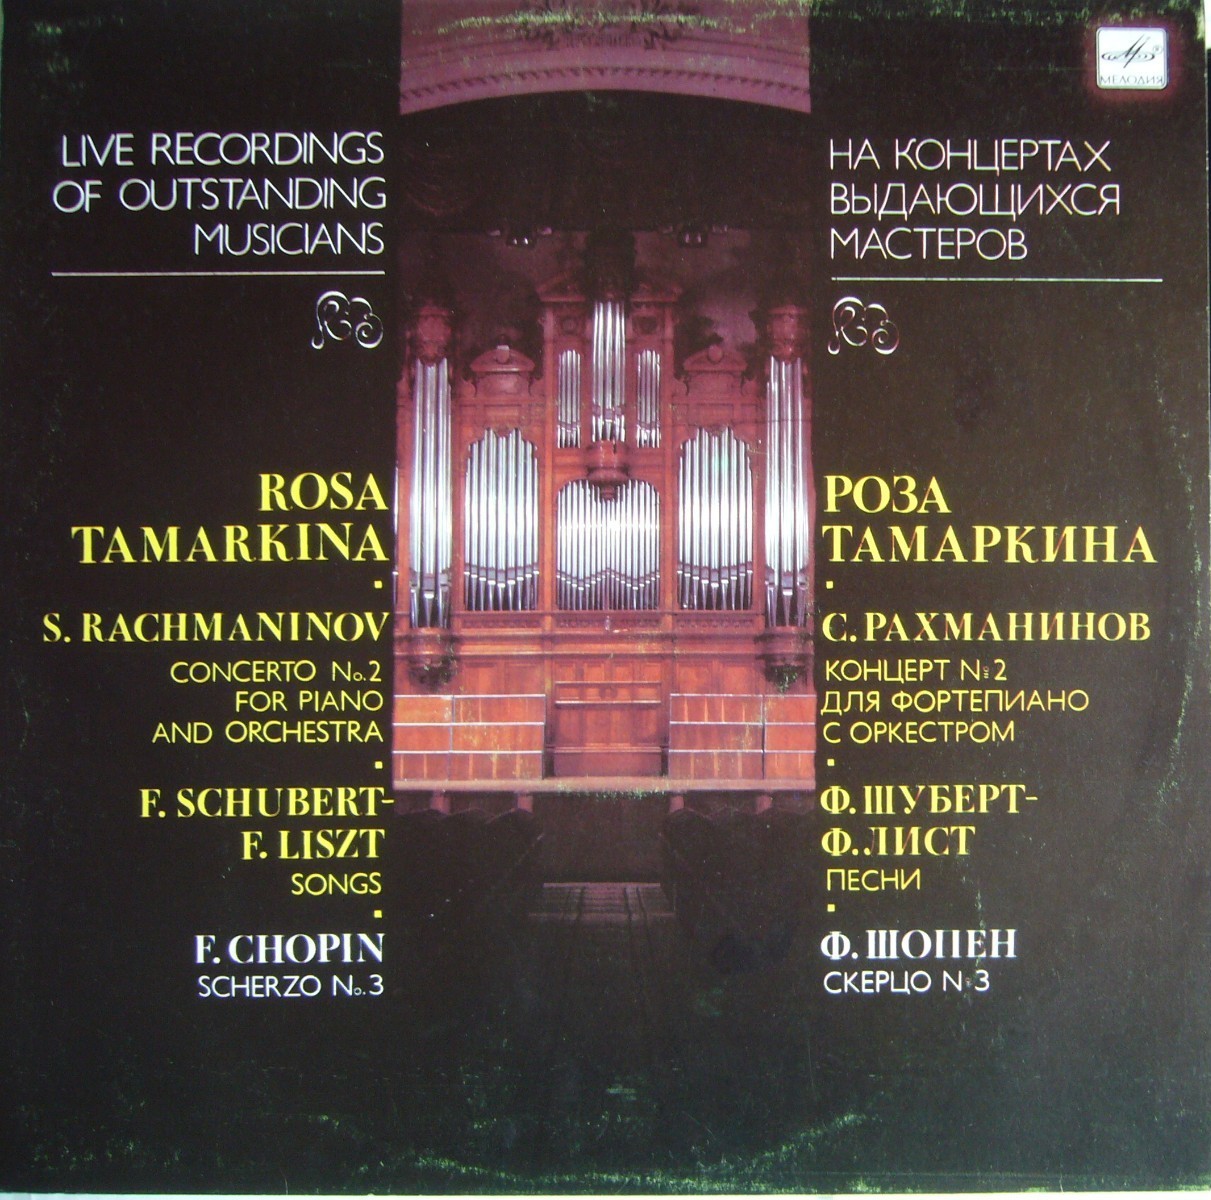 МЕЛОДИЯ
LIVE RECORDINGS
OF OUTSTANDING
MUSICIANS
ROSA
TAMARKINA
S. RACHMANINOV
CONCERTO No.2
FOR PIANO
AND ORCHESTRA
F. SCHUBERT-
F. LISZT
SONGS
F. CHOPIN
SCHERZO No.3
НА КОНЦЕРТАХ
ВЫДАЮЩИХСЯ
МАСТЕРОВ
РОЗА
ТАМАРКИНА
С. РАХМАНИНОВ
КОНЦЕРТ №2
ДЛЯ ФОРТЕПИАНО
С ОРКЕСТРОМ
Ф. ШУБЕРТ-
Ф. ЛИСТ
ПЕСНИ
Ф. ШОПЕН
СКЕРЦО №3